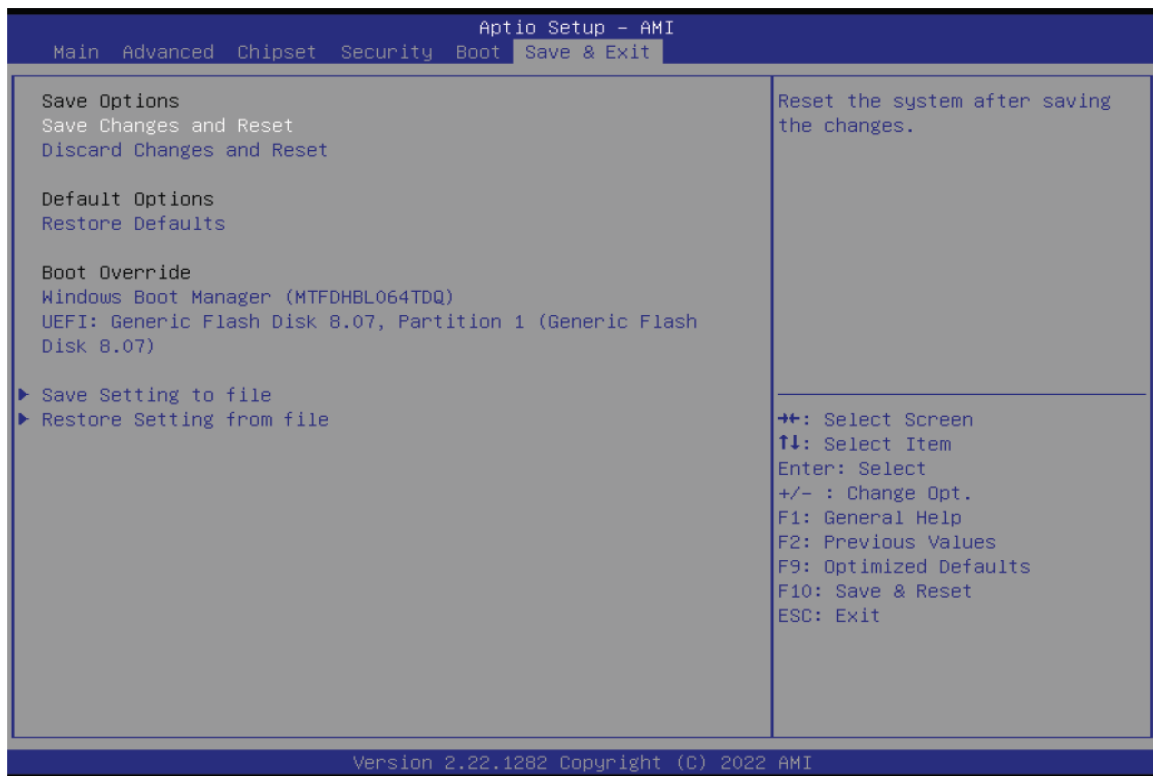 Aptio Setup – AMI
Main Advanced Chipset Security Boot Save & Exit
Save Options
Save Changes and Reset
Discard Changes and Reset
Default Options
Restore Defaults
Boot Override
Windows Boot Manager (MTFDHBL064TDQ)
UEFI: Generic Flash Disk 8.07, Partition 1 (Generic Flash
Disk 8.07)
▶ Save Setting to file
▶ Restore Setting from file
Reset the system after saving
the changes.
→←: Select Screen
↑↓: Select Item
Enter: Select
+/- : Change Opt.
F1: General Help
F2: Previous Values
F9: Optimized Defaults
F10: Save & Reset
ESC: Exit
Version 2.22.1282 Copyright (C) 2022 AMI